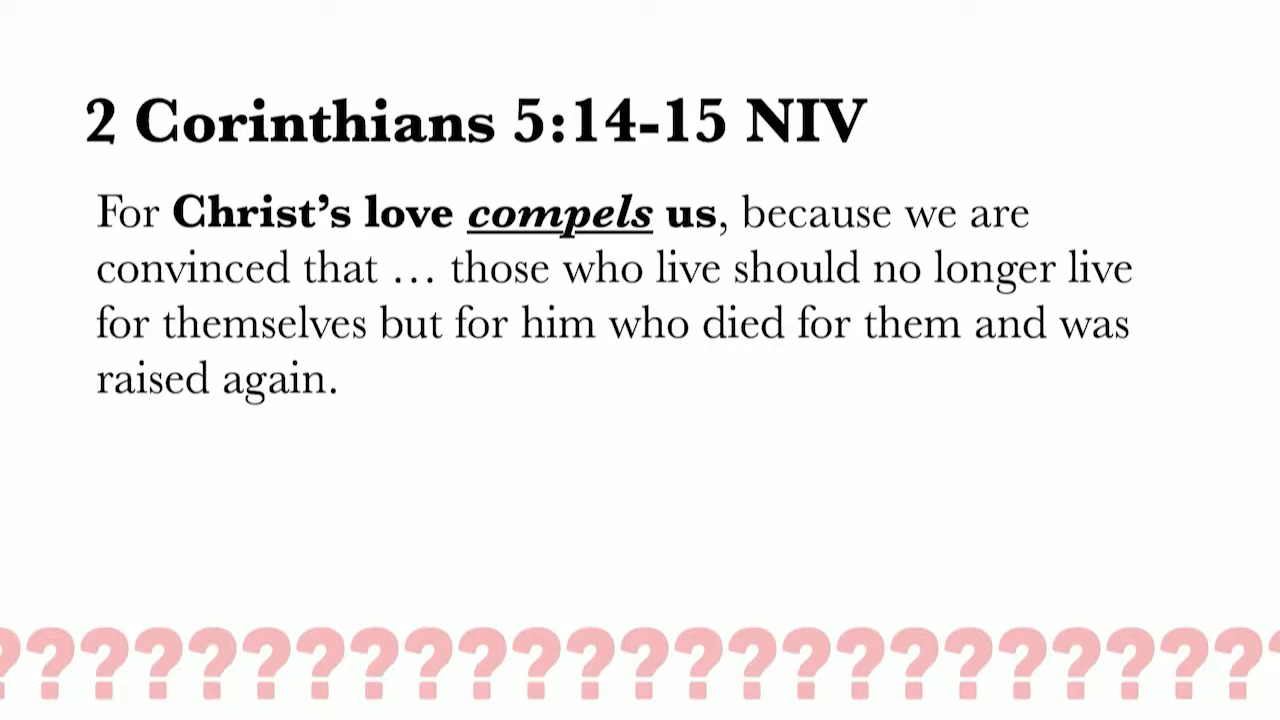 2 Corinthians 5:14-15 NIV
For Christ’s love compels us, because we are
convinced that … those who live should no longer live
for themselves but for him who died for them and was
raised again.
????????????????????????